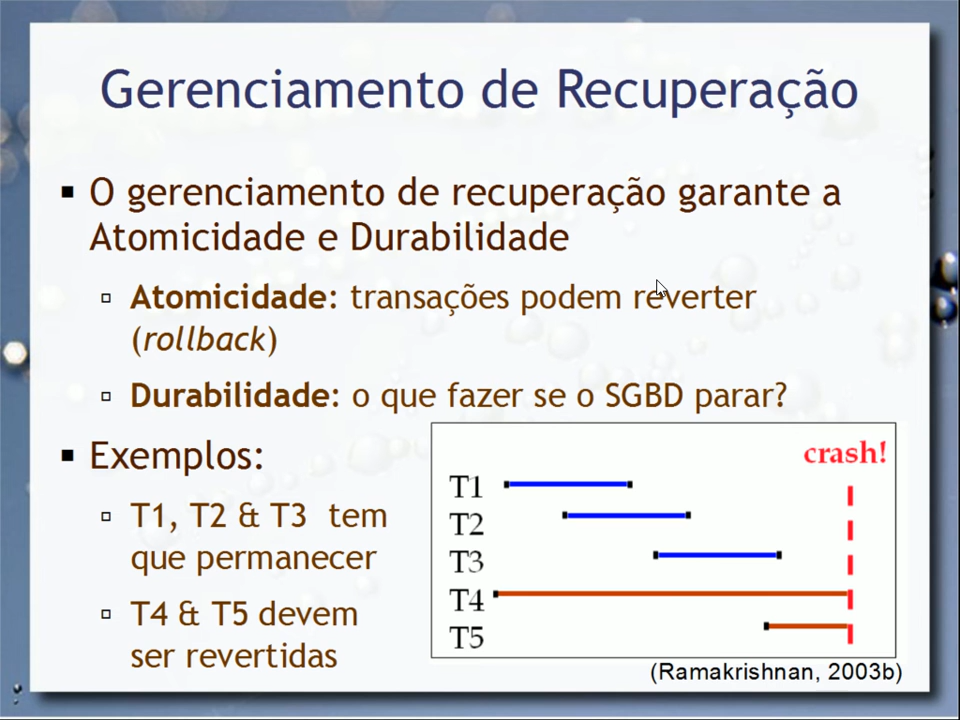 Gerenciamento de Recuperação
O gerenciamento de recuperação garante a
Atomicidade e Durabilidade
Atomicidade: transações podem reverter
(rollback)
Durabilidade: o que fazer se o SGBD parar?
Exemplos:
T1, T2 & T3 tem
que permanecer
T4 & T5 devem
ser revertidas
crash!
T1
T2
T3
T4
T5
(Ramakrishnan, 2003b)